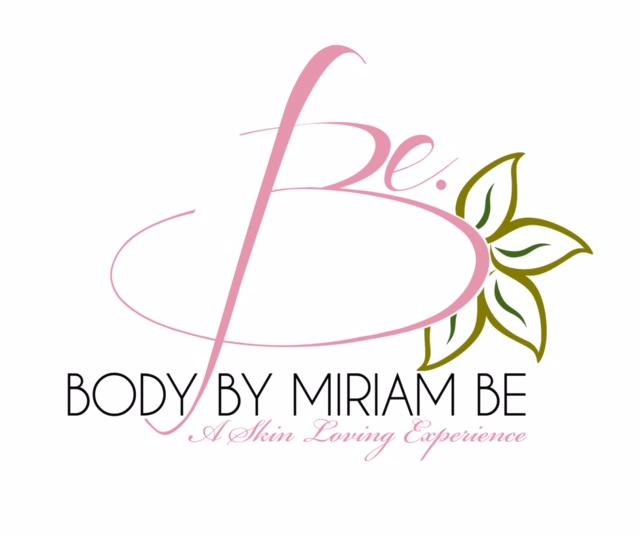 Be.
BODY BY MIRIAM BE
A Skin Loving Experience